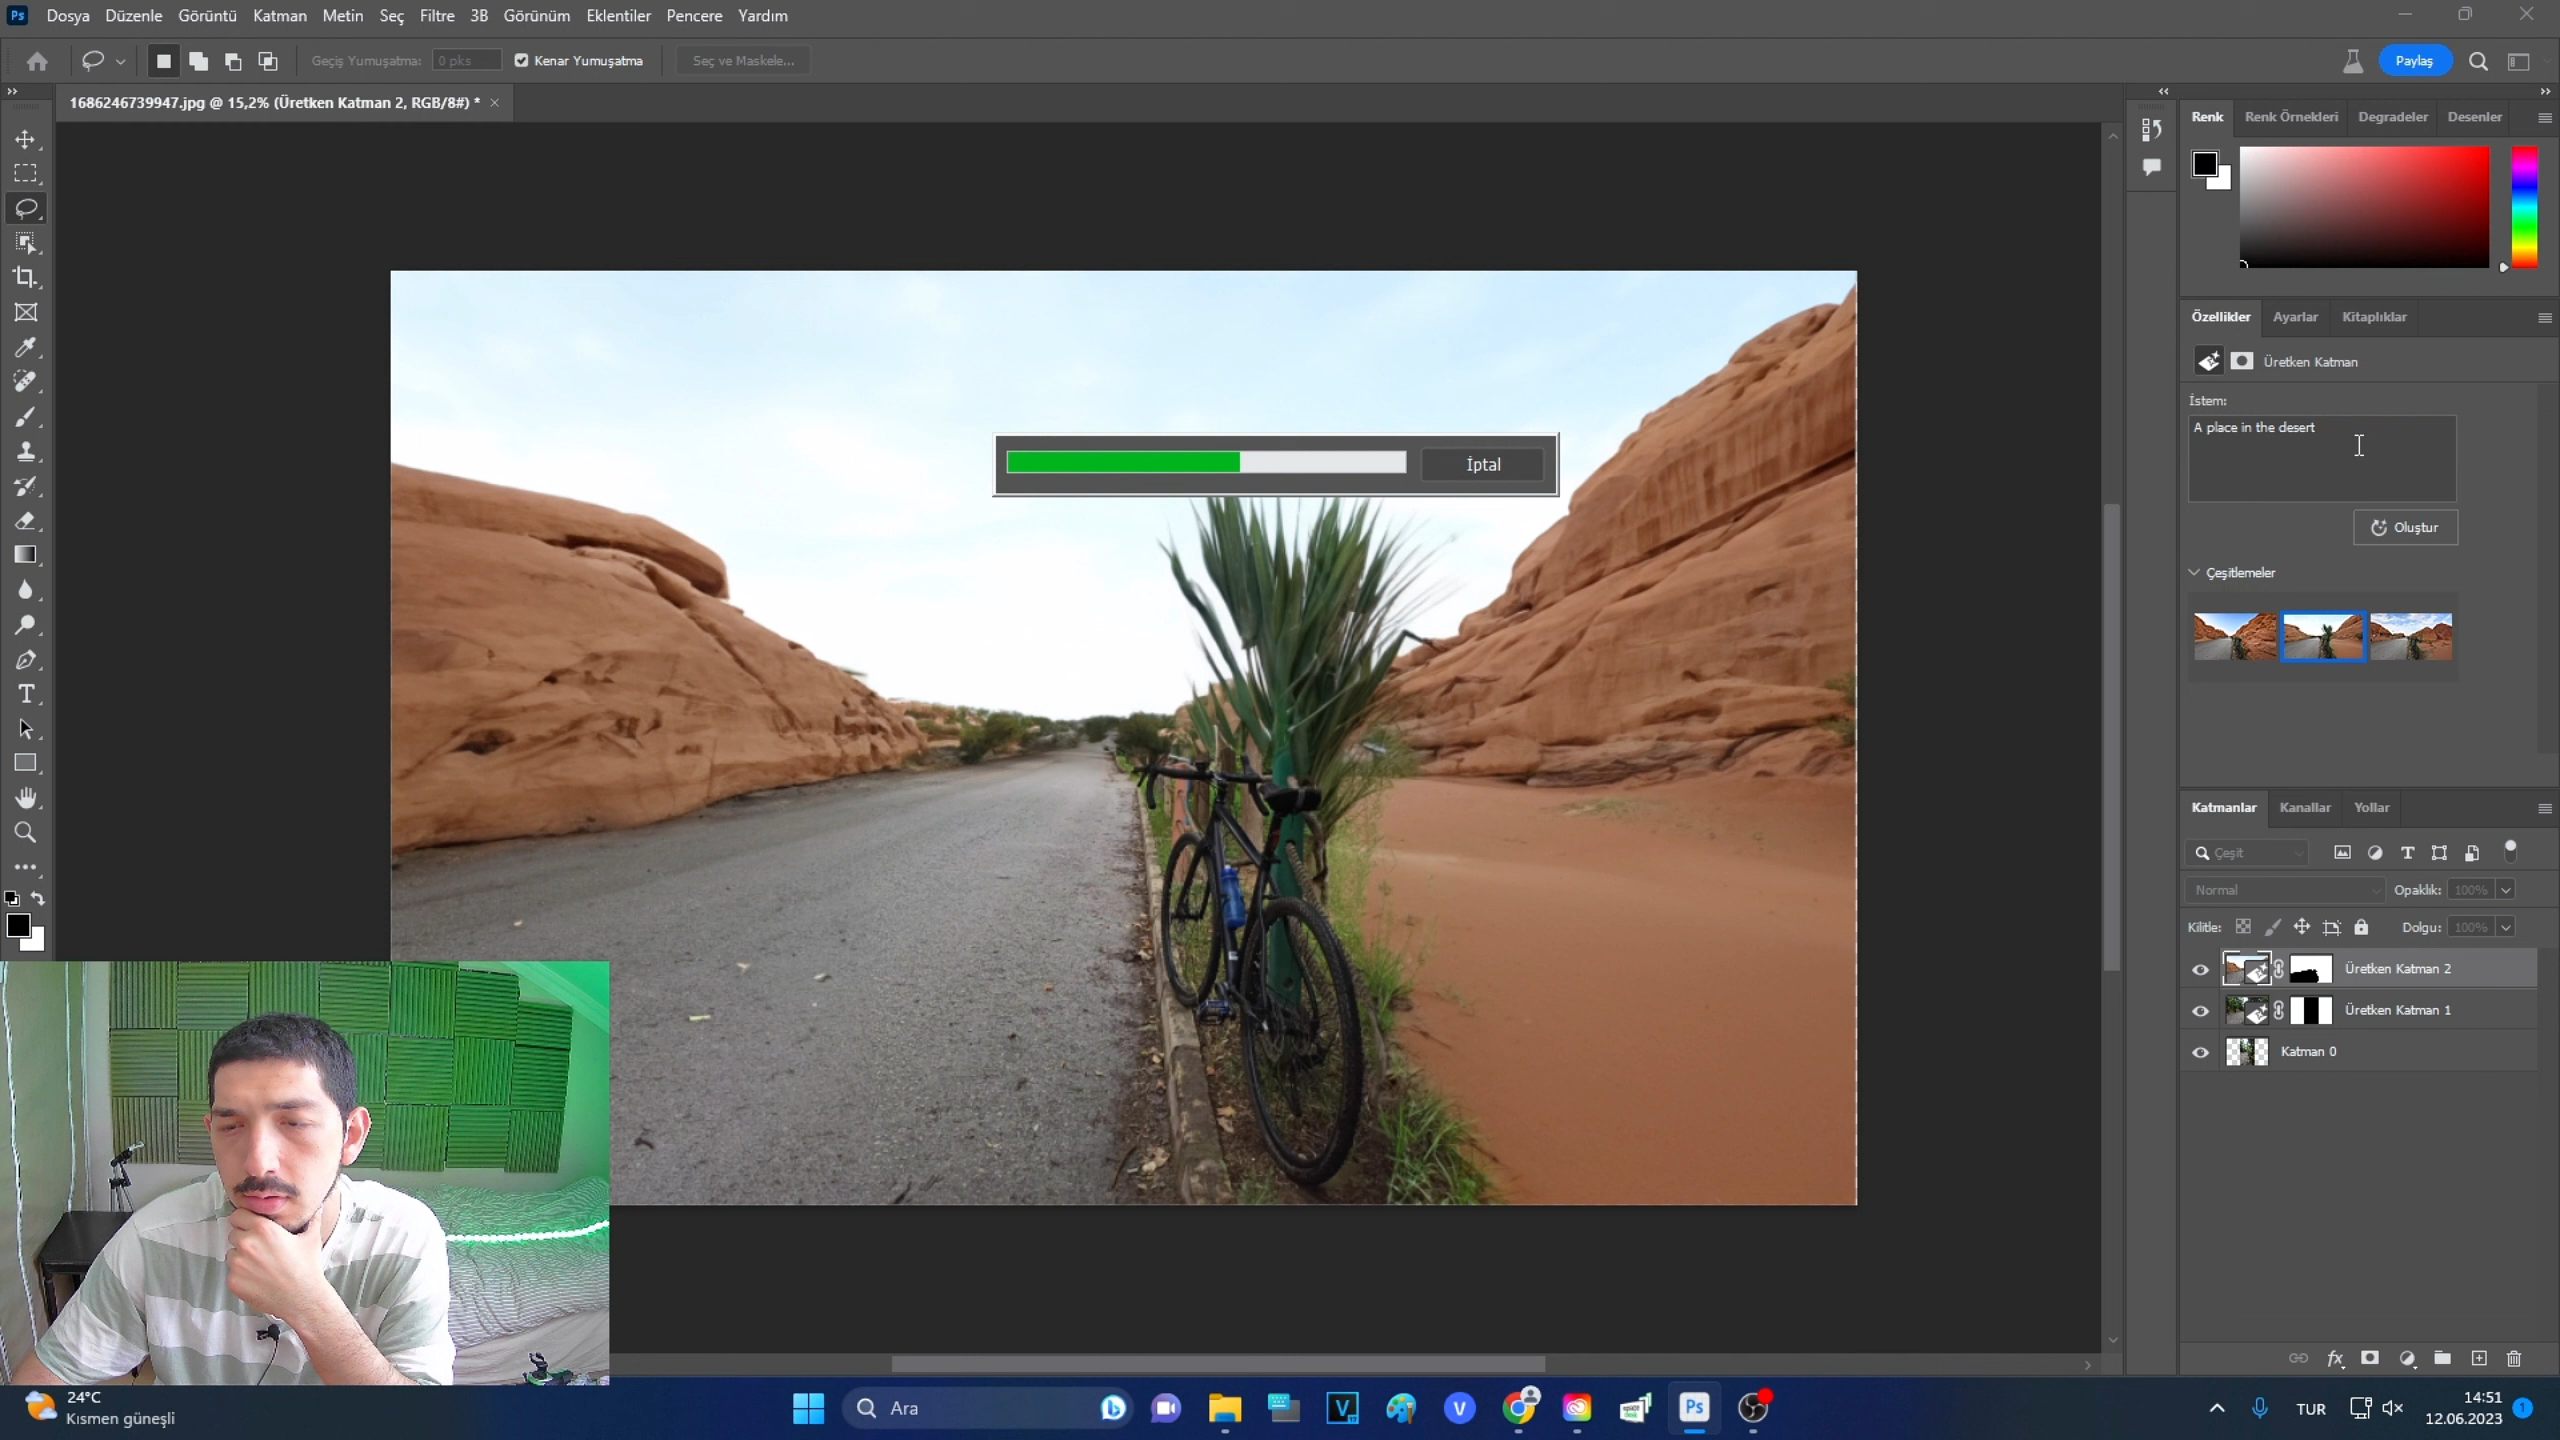 Ps Dosya Düzenle Görüntü Katman Metin Seç Filtre 3B Görünüm Eklentiler Pencere Yardım
Geçiş Yumuşatma: 0 pks Kenar Yumuşatma Seç ve Maskele... Paylaş
1686246739947.jpg @ 15,2% (Üretken Katman 2, RGB/8#) *
Renk Renk Örnekleri Degradeler Desenler
Özellikler Ayarlar Kitaplıklar
Üretken Katman
İstem:
A place in the desert
İptal
Oluştur
Çeşitlemeler
Katmanlar Kanallar Yollar
Çeşit
Normal Opaklık: 100%
Kilitle: Dolgu: 100%
Üretken Katman 2
Üretken Katman 1
Katman 0
fx
24°C
Kısmen güneşli
Ara
Ps
TUR
14:51
12.06.2023
1